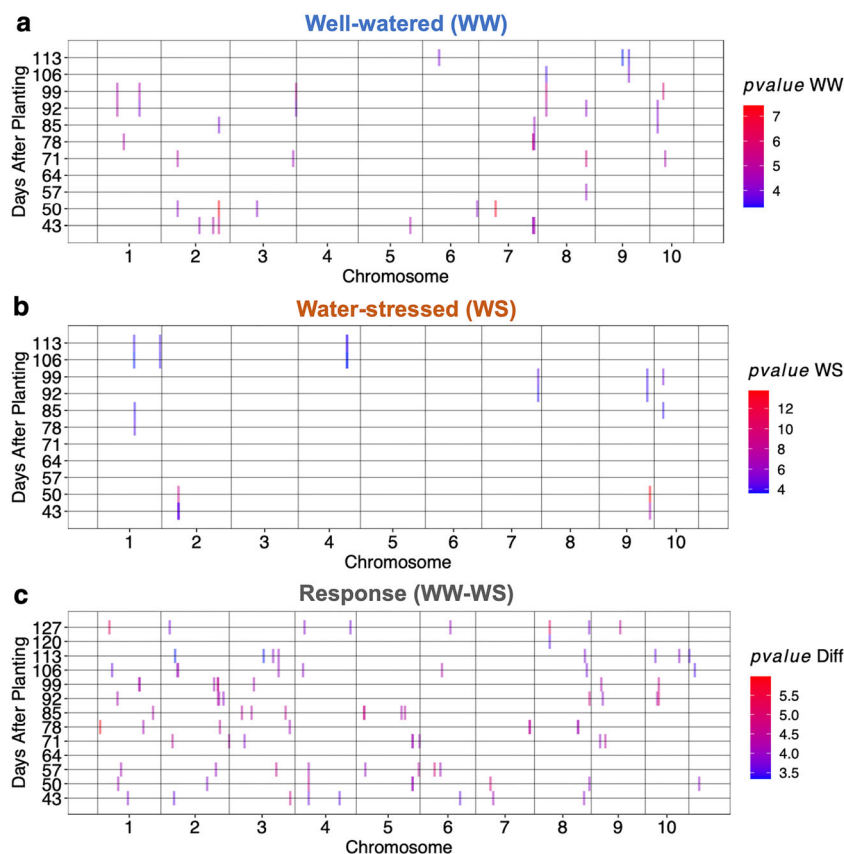 a
Well-watered (WW)
Days After Planting
113
106
99
92
85
78
71
64
57
50
43
1 2 3 4 5 6 7 8 9 10
Chromosome
pvalue WW
7
6
5
4
b
Water-stressed (WS)
Days After Planting
113
106
99
92
85
78
71
64
57
50
43
1 2 3 4 5 6 7 8 9 10
Chromosome
pvalue WS
12
10
8
6
4
c
Response (WW-WS)
Days After Planting
127
120
113
106
99
92
85
78
71
64
57
50
43
1 2 3 4 5 6 7 8 9 10
Chromosome
pvalue Diff
5.5
5.0
4.5
4.0
3.5